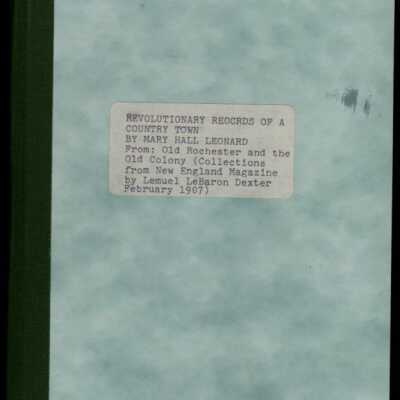 REVOLUTIONARY REOCRDS OF A
COUNTRY TOWN
BY MARY HALL LEONARD
From: Old Rochester and the
Old Colony (Collections
from New England Magazine
by Lemuel LeBaron Dexter
February 1907)